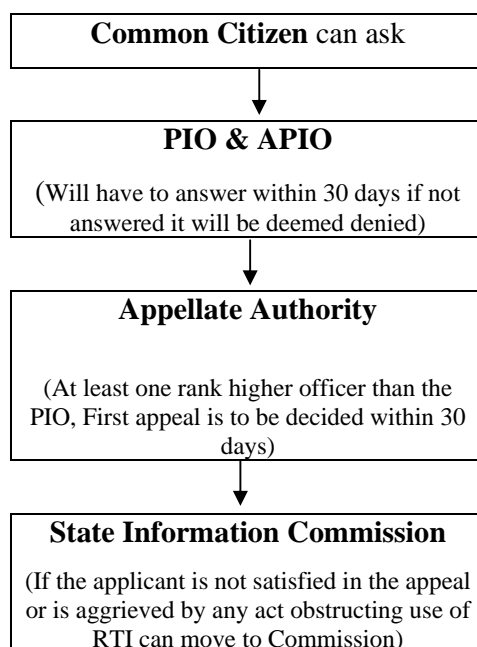 Common Citizen can ask
PIO & APIO
(Will have to answer within 30 days if not
answered it will be deemed denied)
Appellate Authority
(At least one rank higher officer than the
PIO, First appeal is to be decided within 30
days)
State Information Commission
(If the applicant is not satisfied in the appeal
or is aggrieved by any act obstructing use of
RTI can move to Commission)